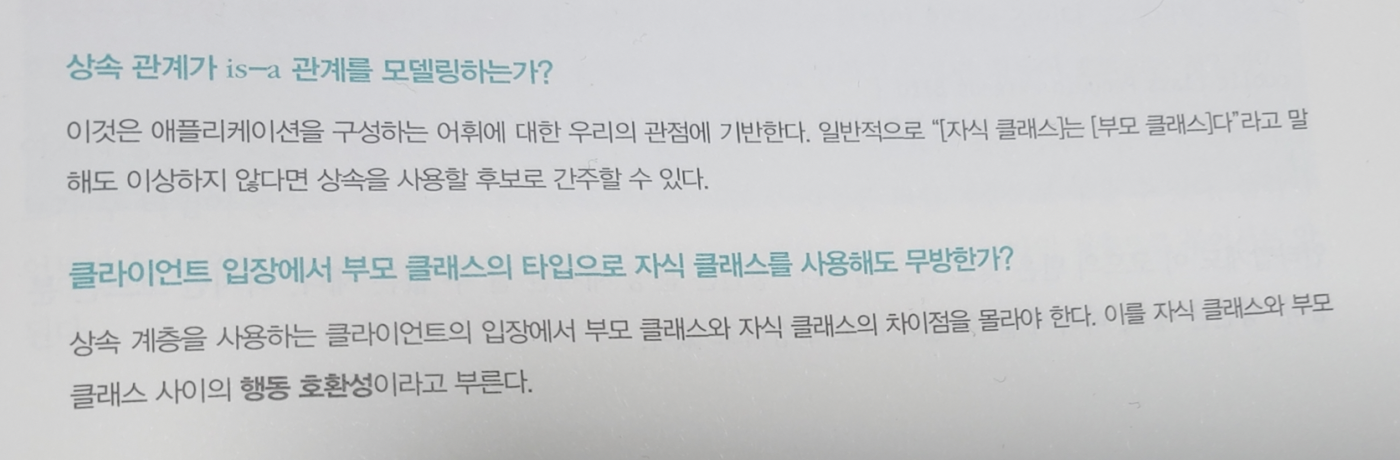 상속 관계가 is-a 관계를 모델링하는가?
이것은 애플리케이션을 구성하는 어휘에 대한 우리의 관점에 기반한다. 일반적으로 “[자식 클래스]는 [부모 클래스]다”라고 말
해도 이상하지 않다면 상속을 사용할 후보로 간주할 수 있다.
클라이언트 입장에서 부모 클래스의 타입으로 자식 클래스를 사용해도 무방한가?
상속 계층을 사용하는 클라이언트의 입장에서 부모 클래스와 자식 클래스의 차이점을 몰라야 한다. 이를 자식 클래스와 부모
클래스 사이의 행동 호환성이라고 부른다.